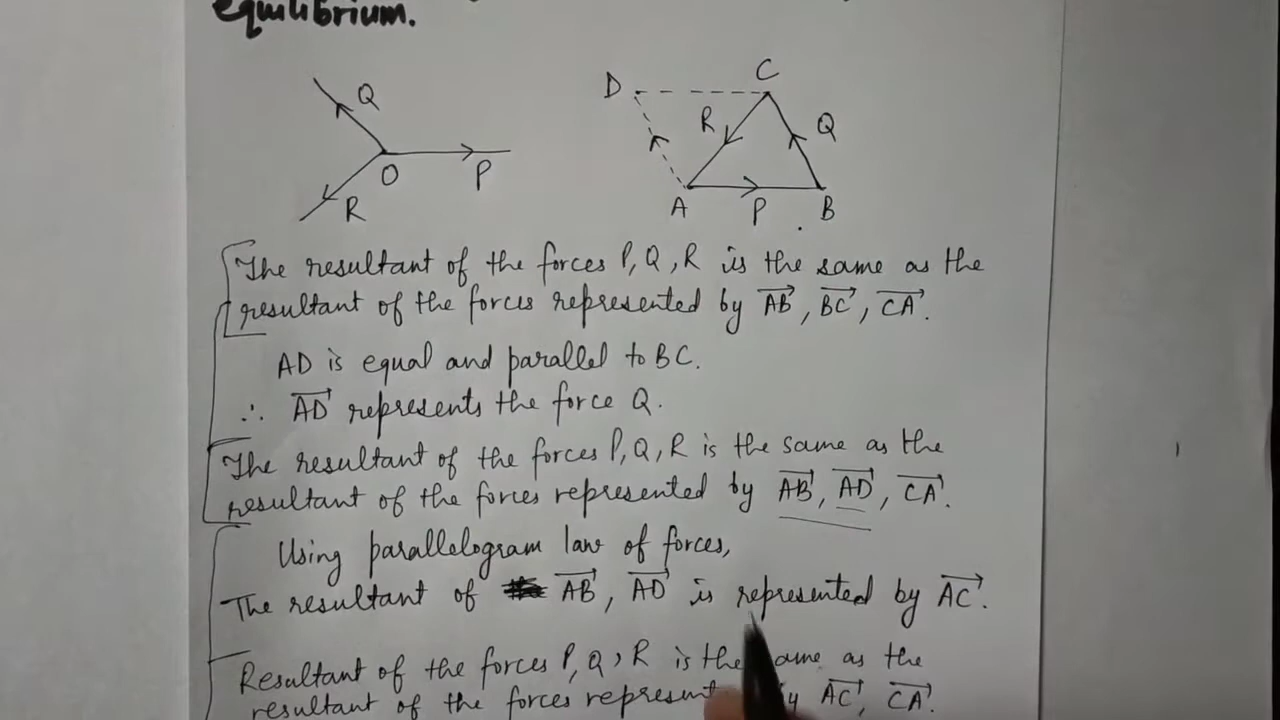 equilibrium.
Q
O
P
R
D
C
R
Q
A
P
B
The resultant of the forces P, Q, R is the same as the
resultant of the forces represented by AB, BC, CA.
AD is equal and parallel to BC.
∴ AD represents the force Q.
The resultant of the forces P, Q, R is the same as the
resultant of the forces represented by AB, AD, CA.
Using parallelogram law of forces,
The resultant of AB, AD is represented by AC.
Resultant of the forces P, Q, R is the same as the
resultant of the forces by AC, CA.